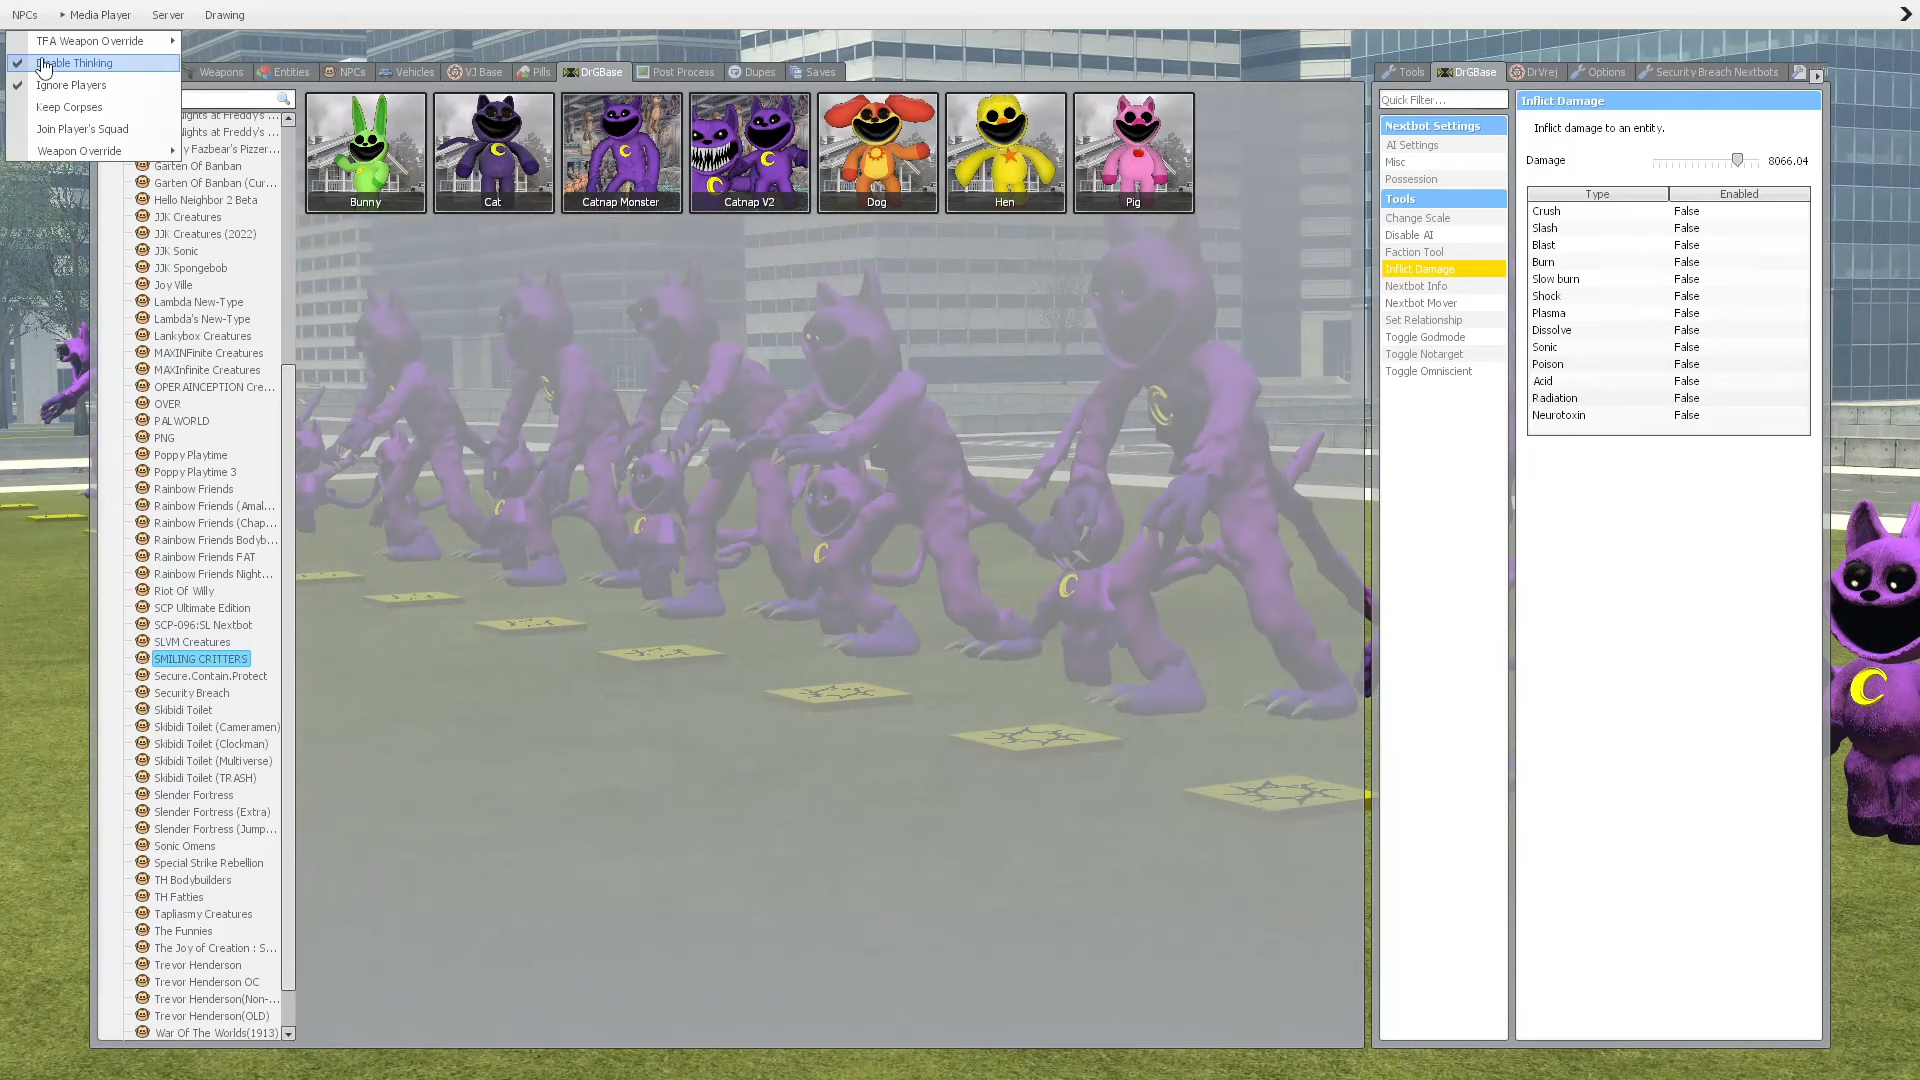 NPCs
Media Player
Server
Drawing
TFA Weapon Override
Thinking
Ignore Players
Keep Corpses
Join Player's Squad
Weapon Override
Weapons
Entities
NPCs
Vehicles
VJ Base
Pills
DrGBase
Post Process
Dupes
Saves
Tools
DrGBase
DrVrej
Options
Security Breach Nextbots
ights at Freddy's ...
ights at Freddy's ...
y Fazbear's Pizzer...
Garten Of Banban
Garten Of Banban (Cur...
Hello Neighbor 2 Beta
JJK Creatures
JJK Creatures (2022)
JJK Sonic
JJK Spongebob
Joy Ville
Lambda New-Type
Lambda's New-Type
Lankybox Creatures
MAXINFinite Creatures
MAXInfinite Creatures
OPERAINCEPTION Cre...
OVER
PALWORLD
PNG
Poppy Playtime
Poppy Playtime 3
Rainbow Friends
Rainbow Friends (Amal...
Rainbow Friends (Chap...
Rainbow Friends Bodyb...
Rainbow Friends FAT
Rainbow Friends Night...
Riot Of Willy
SCP Ultimate Edition
SCP-096:SL Nextbot
SLVM Creatures
SMILING CRITTERS
Secure.Contain.Protect
Security Breach
Skibidi Toilet
Skibidi Toilet (Cameramen)
Skibidi Toilet (Clockman)
Skibidi Toilet (Multiverse)
Skibidi Toilet (TRASH)
Slender Fortress
Slender Fortress (Extra)
Slender Fortress (Jump...
Sonic Omens
Special Strike Rebellion
TH Bodybuilders
TH Fatties
Tapliasmy Creatures
The Funnies
The Joy of Creation : S...
Trevor Henderson
Trevor Henderson OC
Trevor Henderson(Non-...
Trevor Henderson(OLD)
War Of The Worlds(1913)
Bunny
Cat
Catnap Monster
Catnap V2
Dog
Hen
Pig
Quick Filter...
Nextbot Settings
AI Settings
Misc
Possession
Tools
Change Scale
Disable AI
Faction Tool
Inflict Damage
Nextbot Info
Nextbot Mover
Set Relationship
Toggle Godmode
Toggle Notarget
Toggle Omniscient
Inflict Damage
Inflict damage to an entity.
Damage 8066.04
Type Enabled
Crush False
Slash False
Blast False
Burn False
Slow burn False
Shock False
Plasma False
Dissolve False
Sonic False
Poison False
Acid False
Radiation False
Neurotoxin False